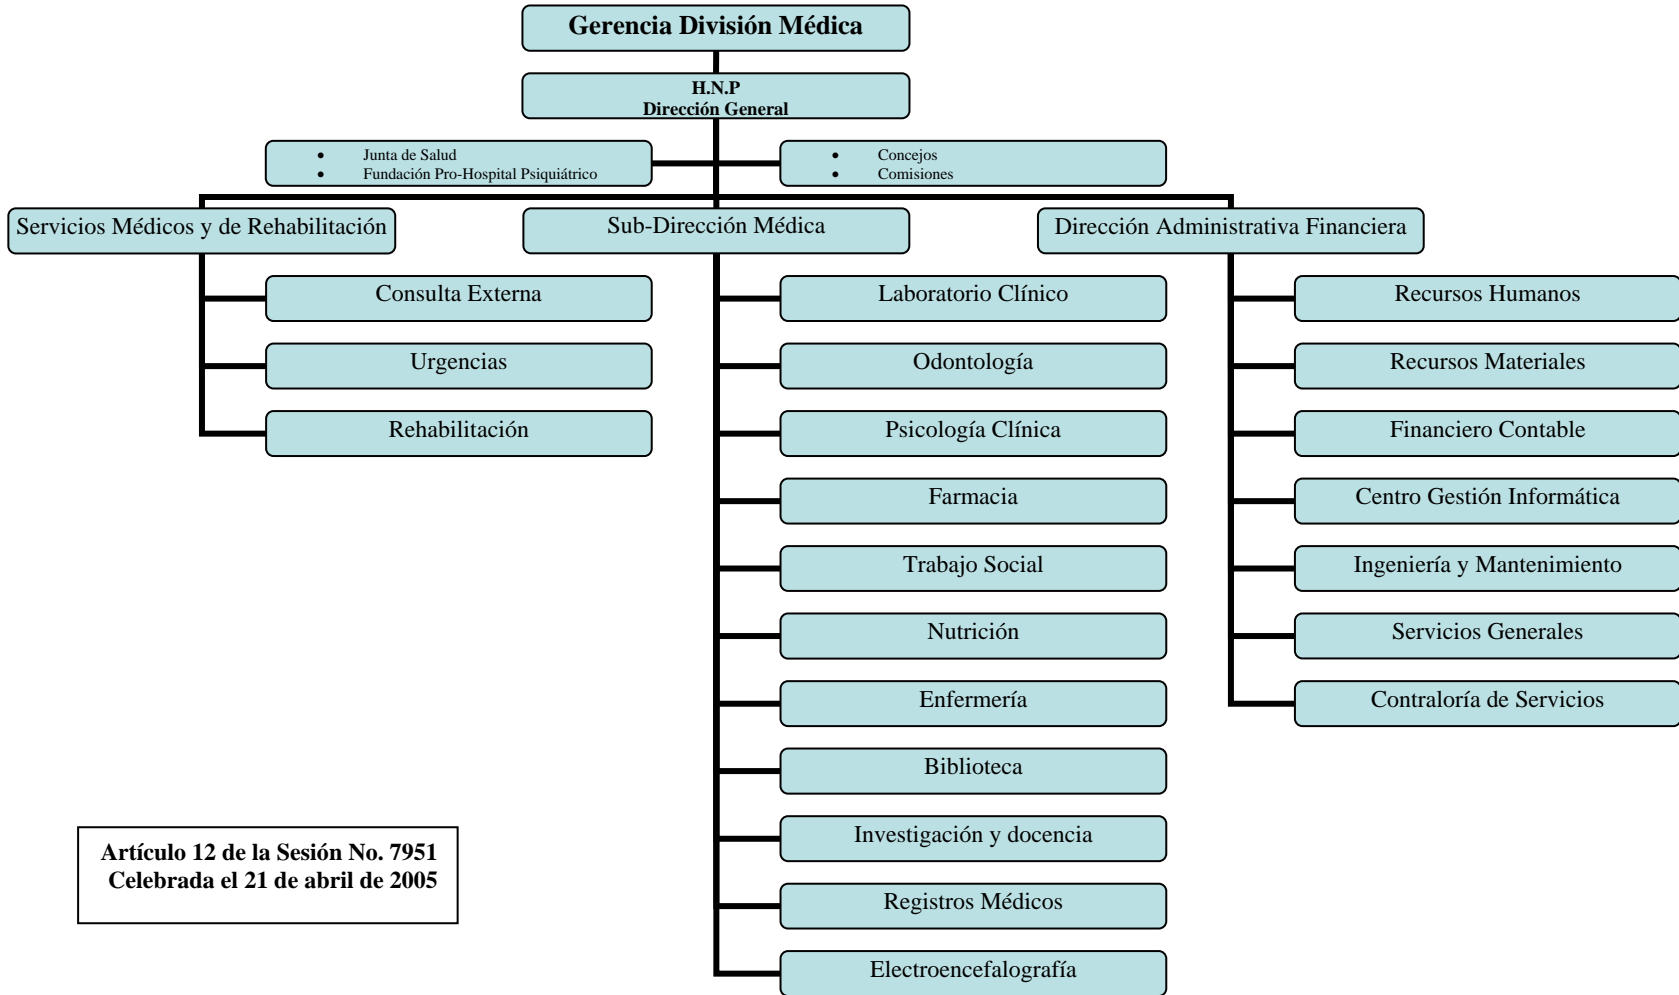 Gerencia División Médica
H.N.P
Dirección General
• Junta de Salud
• Fundación Pro-Hospital Psiquiátrico
• Concejos
• Comisiones
Servicios Médicos y de Rehabilitación
Sub-Dirección Médica
Dirección Administrativa Financiera
Consulta Externa
Urgencias
Rehabilitación
Laboratorio Clínico
Odontología
Psicología Clínica
Farmacia
Trabajo Social
Nutrición
Enfermería
Biblioteca
Investigación y docencia
Registros Médicos
Electroencefalografía
Recursos Humanos
Recursos Materiales
Financiero Contable
Centro Gestión Informática
Ingeniería y Mantenimiento
Servicios Generales
Contraloría de Servicios
Artículo 12 de la Sesión No. 7951
Celebrada el 21 de abril de 2005